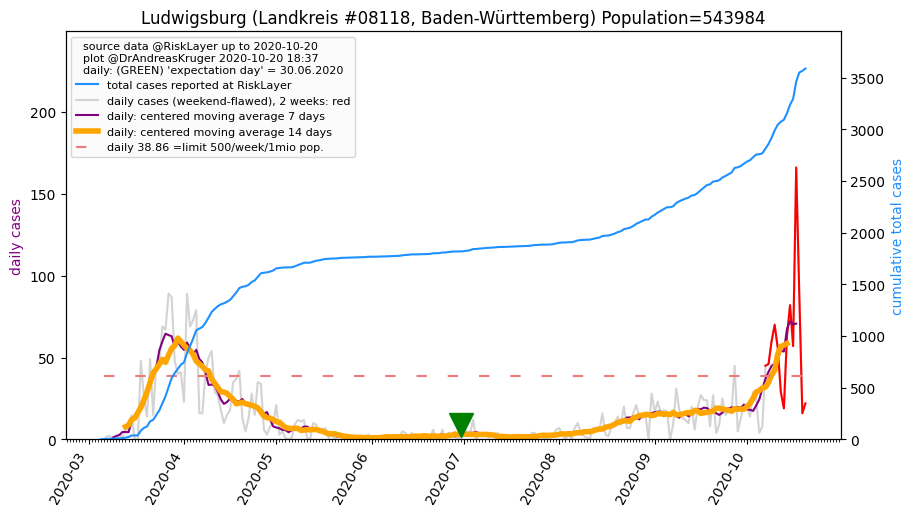 Ludwigsburg (Landkreis #08118, Baden-Württemberg) Population=543984
source data @RiskLayer up to 2020-10-20
plot @DrAndreasKruger 2020-10-20 18:37
daily: (GREEN) 'expectation day' = 30.06.2020
total cases reported at RiskLayer
daily cases (weekend-flawed), 2 weeks: red
daily: centered moving average 7 days
daily: centered moving average 14 days
daily 38.86 =limit 500/week/1mio pop.
daily cases
200
150
100
50
0
cumulative total cases
3500
3000
2500
2000
1500
1000
500
0
2020-03
2020-04
2020-05
2020-06
2020-07
2020-08
2020-09
2020-10